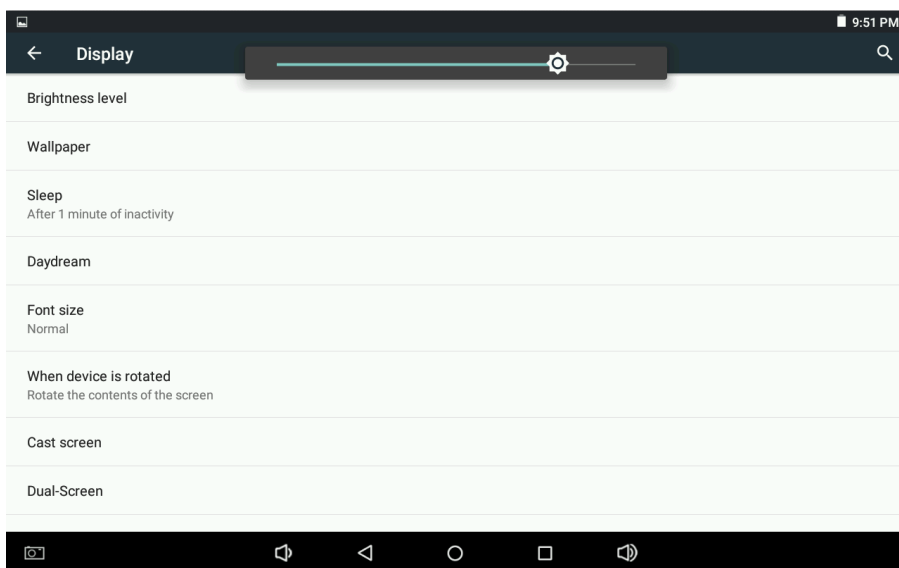 9:51 PM
Display
Brightness level
Wallpaper
Sleep
After 1 minute of inactivity
Daydream
Font size
Normal
When device is rotated
Rotate the contents of the screen
Cast screen
Dual-Screen